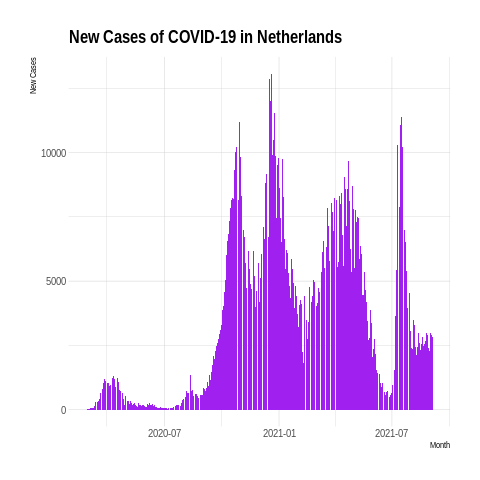 New Cases of COVID-19 in Netherlands
New Cases
10000
5000
0
2020-07
2021-01
2021-07
Month